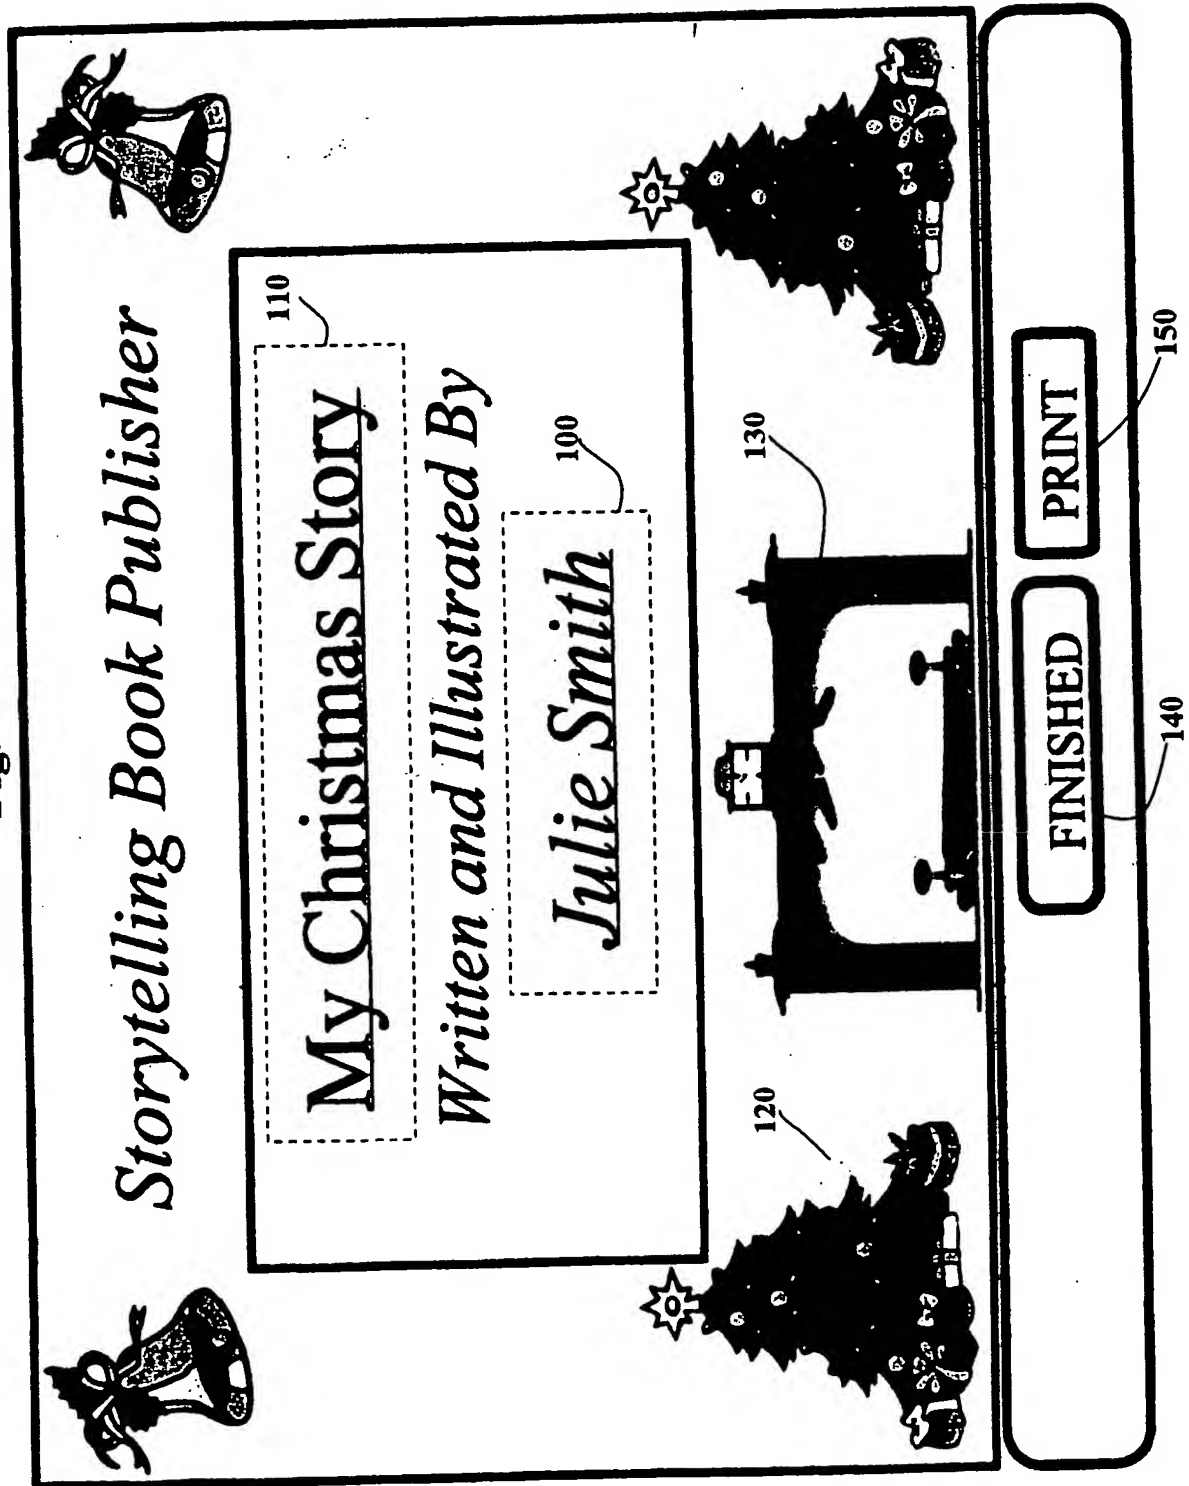 Storytelling Book Publisher
110
My Christmas Story
Written and Illustrated By
100
Julie Smith
120
130
FINISHED
PRINT
140
150